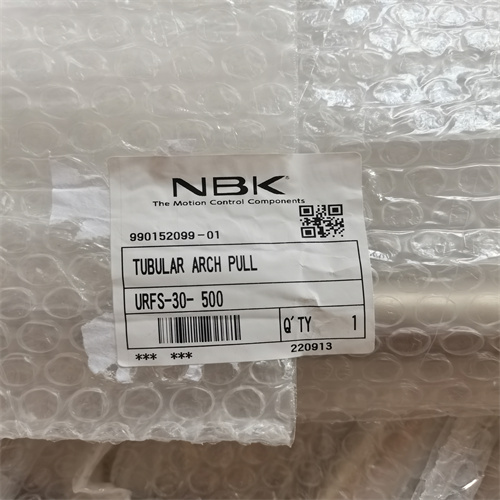 NBK®
The Motion Control Components
990152099-01
TUBULAR ARCH PULL
URFS-30- 500
Q'TY 1
*** ***
220913